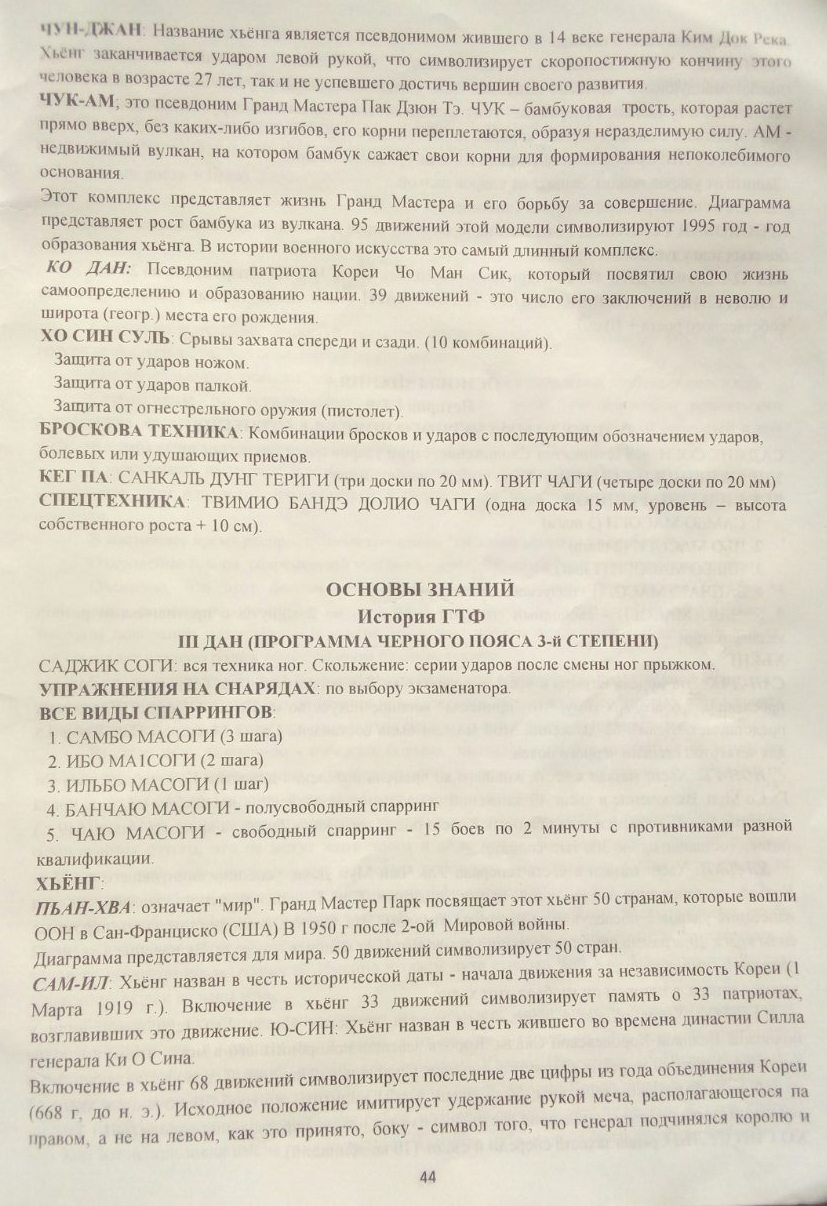 ЧУН-ДЖАН: Название хьёнга является псевдонимом жившего в 14 веке генерала Ким Док Река.
Хьёнг заканчивается ударом левой рукой, что символизирует скоропостижную кончину этого
человека в возрасте 27 лет, так и не успевшего достичь вершин своего развития.
ЧУК-АМ; это псевдоним Гранд Мастера Пак Дзюн Тэ. ЧУК – бамбуковая трость, которая растет
прямо вверх, без каких-либо изгибов, его корни переплетаются, образуя неразделимую силу. АМ -
недвижимый вулкан, на котором бамбук сажает свои корни для формирования непоколебимого
основания.
Этот комплекс представляет жизнь Гранд Мастера и его борьбу за совершение. Диаграмма
представляет рост бамбука из вулкана. 95 движений этой модели символизируют 1995 год - год
образования хьёнга. В истории военного искусства это самый длинный комплекс.
КО ДАН: Псевдоним патриота Кореи Чо Ман Сик, который посвятил свою жизнь
самоопределению и образованию нации. 39 движений - это число его заключений в неволю и
широта (геогр.) места его рождения.
ХО СИН СУЛЬ: Срывы захвата спереди и сзади. (10 комбинаций).
Защита от ударов ножом.
Защита от ударов палкой.
Защита от огнестрельного оружия (пистолет).
БРОСКОВА ТЕХНИКА: Комбинации бросков и ударов с последующим обозначением ударов,
болевых или удушающих приемов.
КЕГ ПА: САНКАЛЬ ДУНГ ТЕРИГИ (три доски по 20 мм). ТВИТ ЧАГИ (четыре доски по 20 мм)
СПЕЦТЕХНИКА: ТВИМИО БАНДЭ ДОЛИО ЧАГИ (одна доска 15 мм, уровень – высота
собственного роста + 10 см).
ОСНОВЫ ЗНАНИЙ
История ГТФ
III ДАН (ПРОГРАММА ЧЕРНОГО ПОЯСА 3-й СТЕПЕНИ)
САДЖИК СОГИ: вся техника ног. Скольжение: серии ударов после смены ног прыжком.
УПРАЖНЕНИЯ НА СНАРЯДАХ: по выбору экзаменатора.
ВСЕ ВИДЫ СПАРРИНГОВ:
1. САМБО МАСОГИ (3 шага)
2. ИБО МА1СОГИ (2 шага)
3. ИЛЬБО МАСОГИ (1 шаг)
4. БАНЧАЮ МАСОГИ - полусвободный спарринг
5. ЧАЮ МАСОГИ - свободный спарринг - 15 боев по 2 минуты с противниками разной
квалификации.
ХЬЁНГ:
ПЬАН-ХВА: означает "мир". Гранд Мастер Парк посвящает этот хьёнг 50 странам, которые вошли
ООН в Сан-Франциско (США) В 1950 г после 2-ой Мировой войны.
Диаграмма представляется для мира. 50 движений символизирует 50 стран.
САМ-ИЛ: Хьёнг назван в честь исторической даты - начала движения за независимость Кореи (1
Марта 1919 г.). Включение в хьёнг 33 движений символизирует память о 33 патриотах,
возглавивших это движение. Ю-СИН: Хьёнг назван в честь жившего во времена династии Силла
генерала Ки О Сина.
Включение в хьёнг 68 движений символизирует последние две цифры из года объединения Кореи
(668 г. до н. э.). Исходное положение имитирует удержание рукой меча, располагающегося па
правом, а не на левом, как это принято, боку - символ того, что генерал подчинялся королю и
44